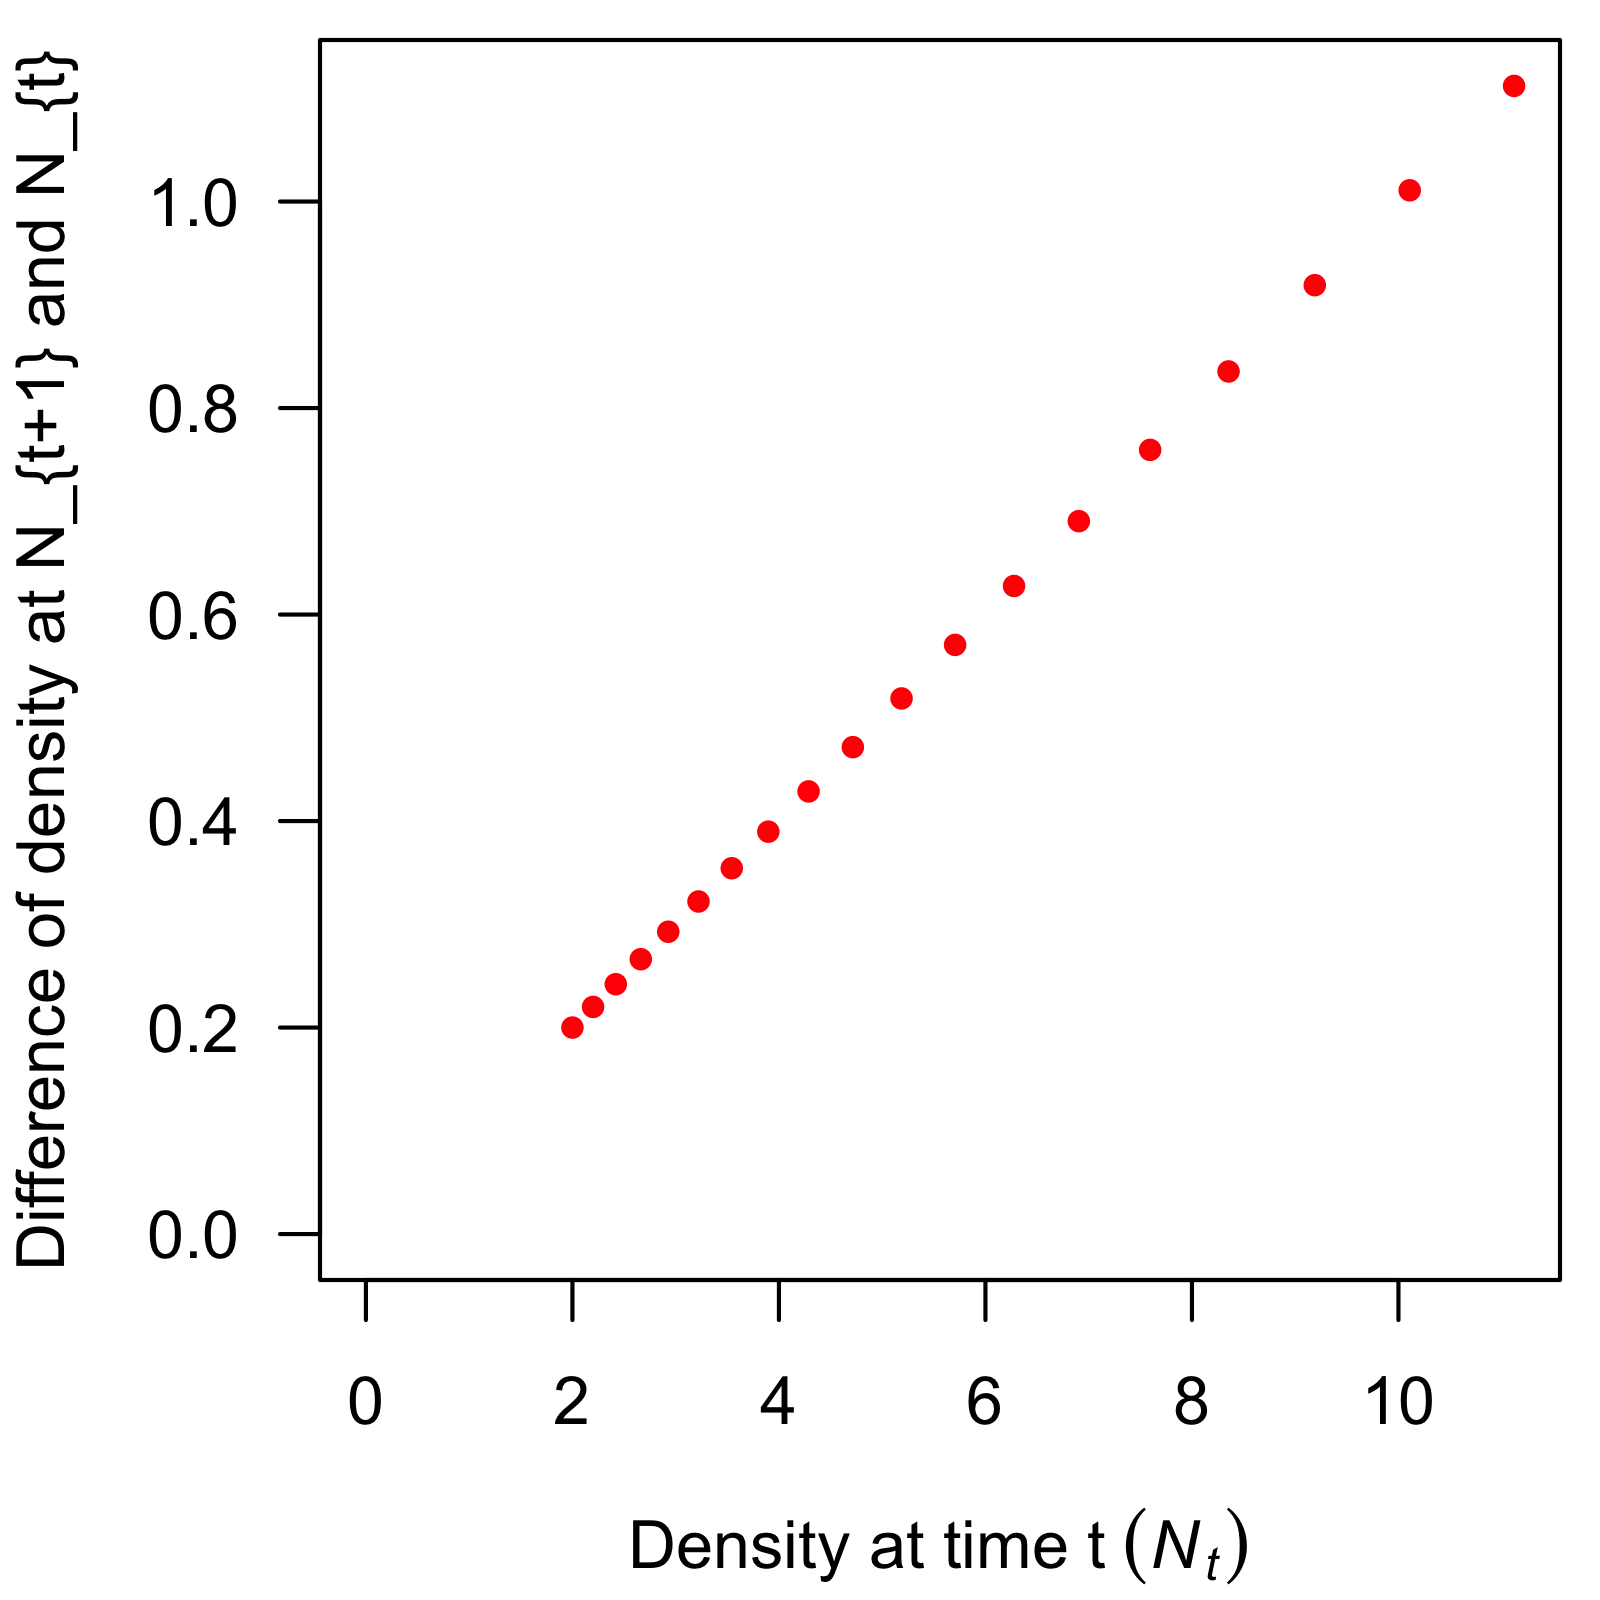 Difference of density at N_{t+1} and N_{t}
1.0
0.8
0.6
0.4
0.2
0.0
0 2 4 6 8 10
Density at time t (Nₜ)